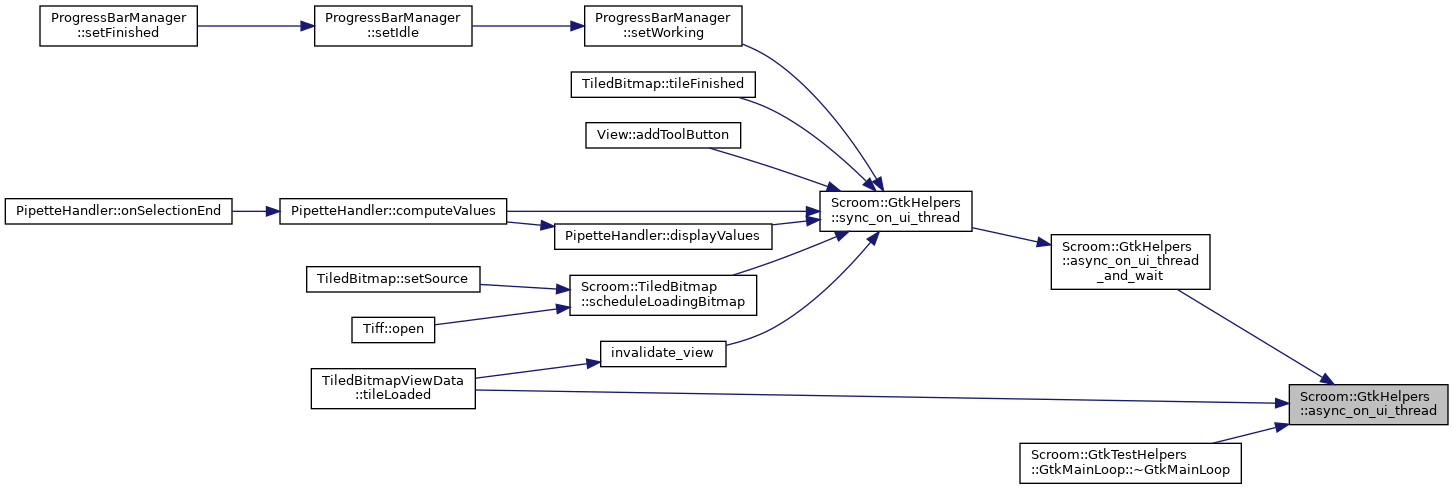 ProgressBarManager
::setFinished
ProgressBarManager
::setIdle
ProgressBarManager
::setWorking
TiledBitmap::tileFinished
View::addToolButton
PipetteHandler::onSelectionEnd
PipetteHandler::computeValues
Scroom::GtkHelpers
::sync_on_ui_thread
PipetteHandler::displayValues
Scroom::GtkHelpers
::async_on_ui_thread
_and_wait
TiledBitmap::setSource
Scroom::TiledBitmap
::scheduleLoadingBitmap
Tiff::open
invalidate_view
TiledBitmapViewData
::tileLoaded
Scroom::GtkHelpers
::async_on_ui_thread
Scroom::GtkTestHelpers
::GtkMainLoop::~GtkMainLoop